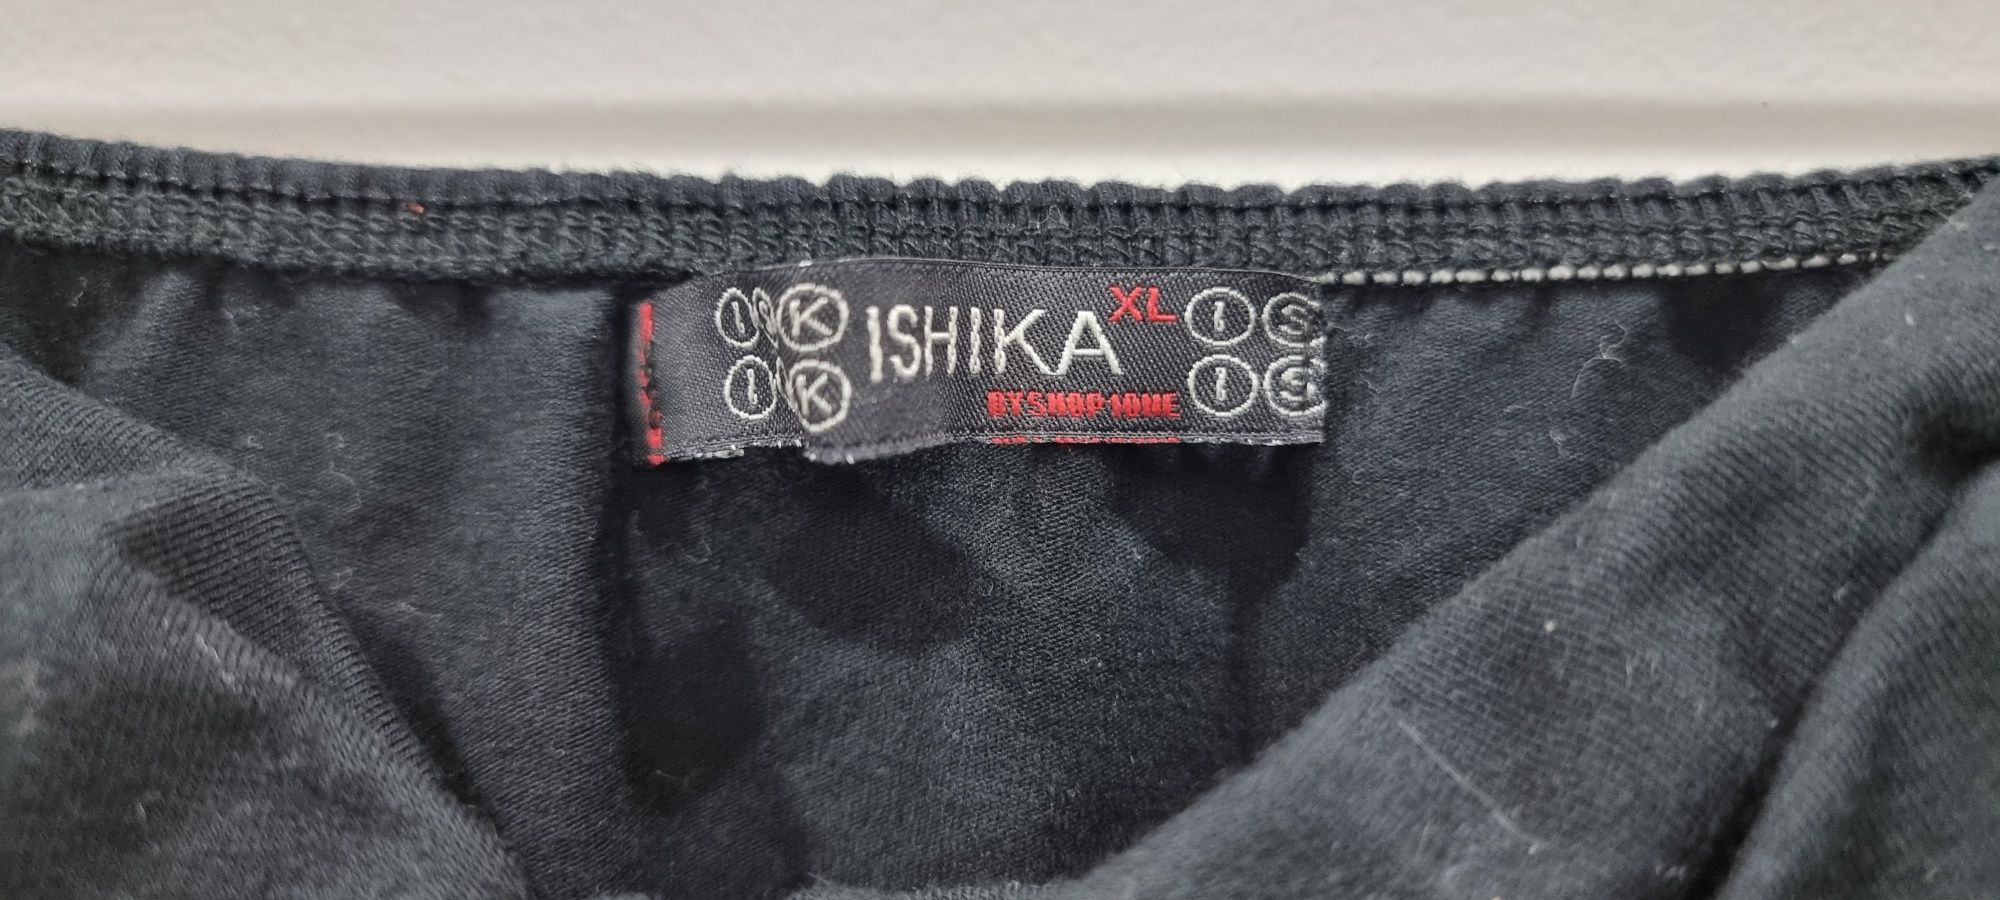 I S K ISHIKA XL I S
I K BYSHOP1ONE I S